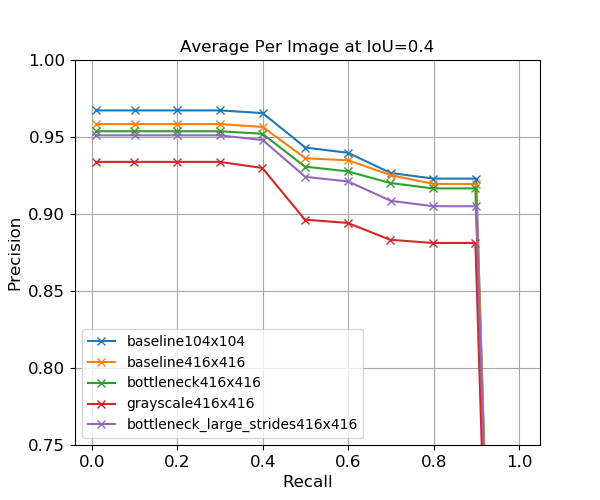 Average Per Image at IoU=0.4
1.00
0.95
0.90
0.85
0.80
0.75
Precision
baseline104x104
baseline416x416
bottleneck416x416
grayscale416x416
bottleneck_large_strides416x416
0.0 0.2 0.4 0.6 0.8 1.0
Recall